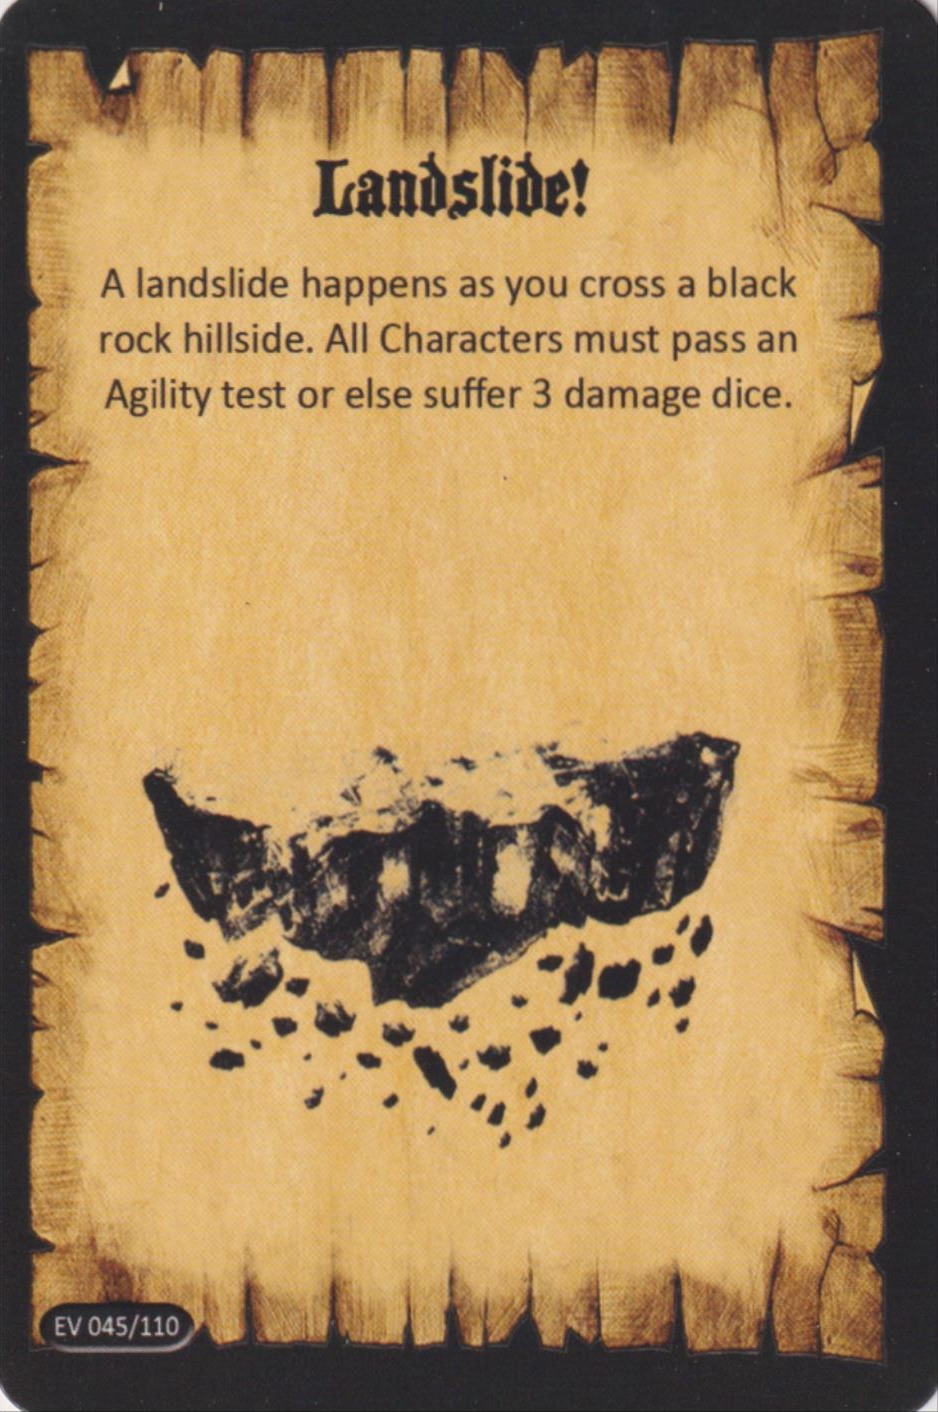 Landslide!
A landslide happens as you cross a black
rock hillside. All Characters must pass an
Agility test or else suffer 3 damage dice.
EV 045/110